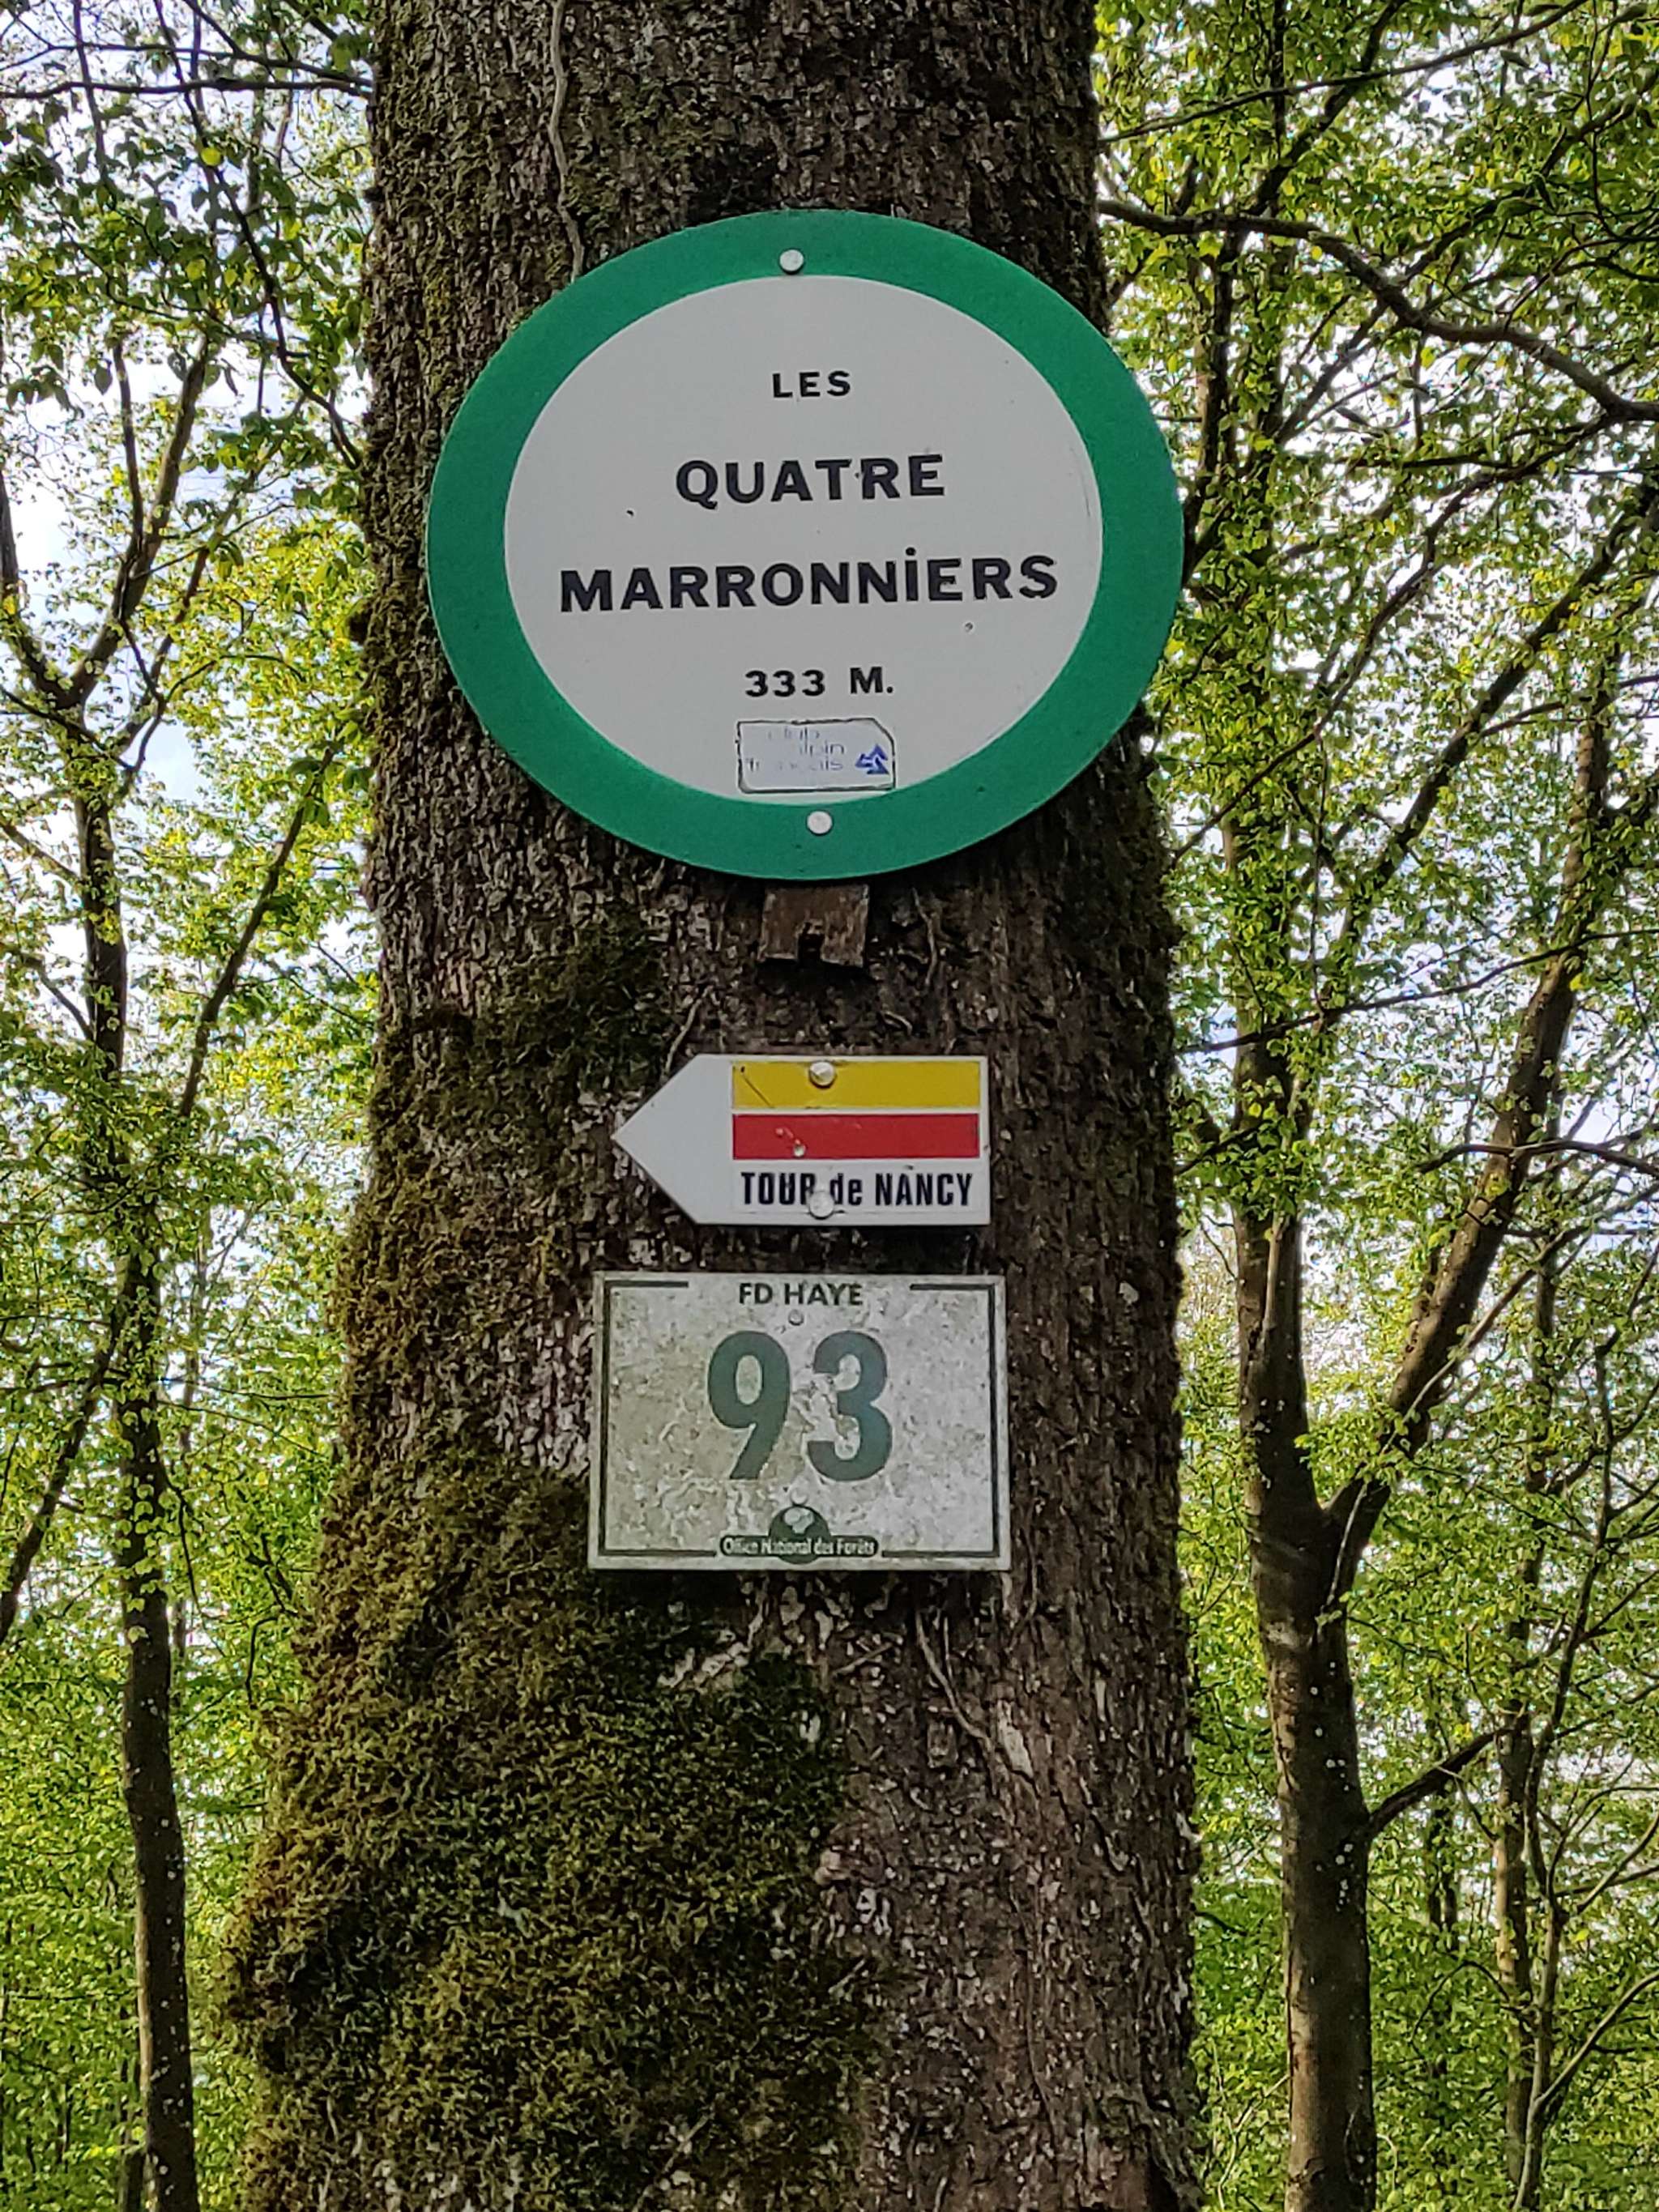 LES
QUATRE
MARRONNiERS
333 M.
club
alpin
français
TOUR de NANCY
FD HAYE
93
Office National des Forêts